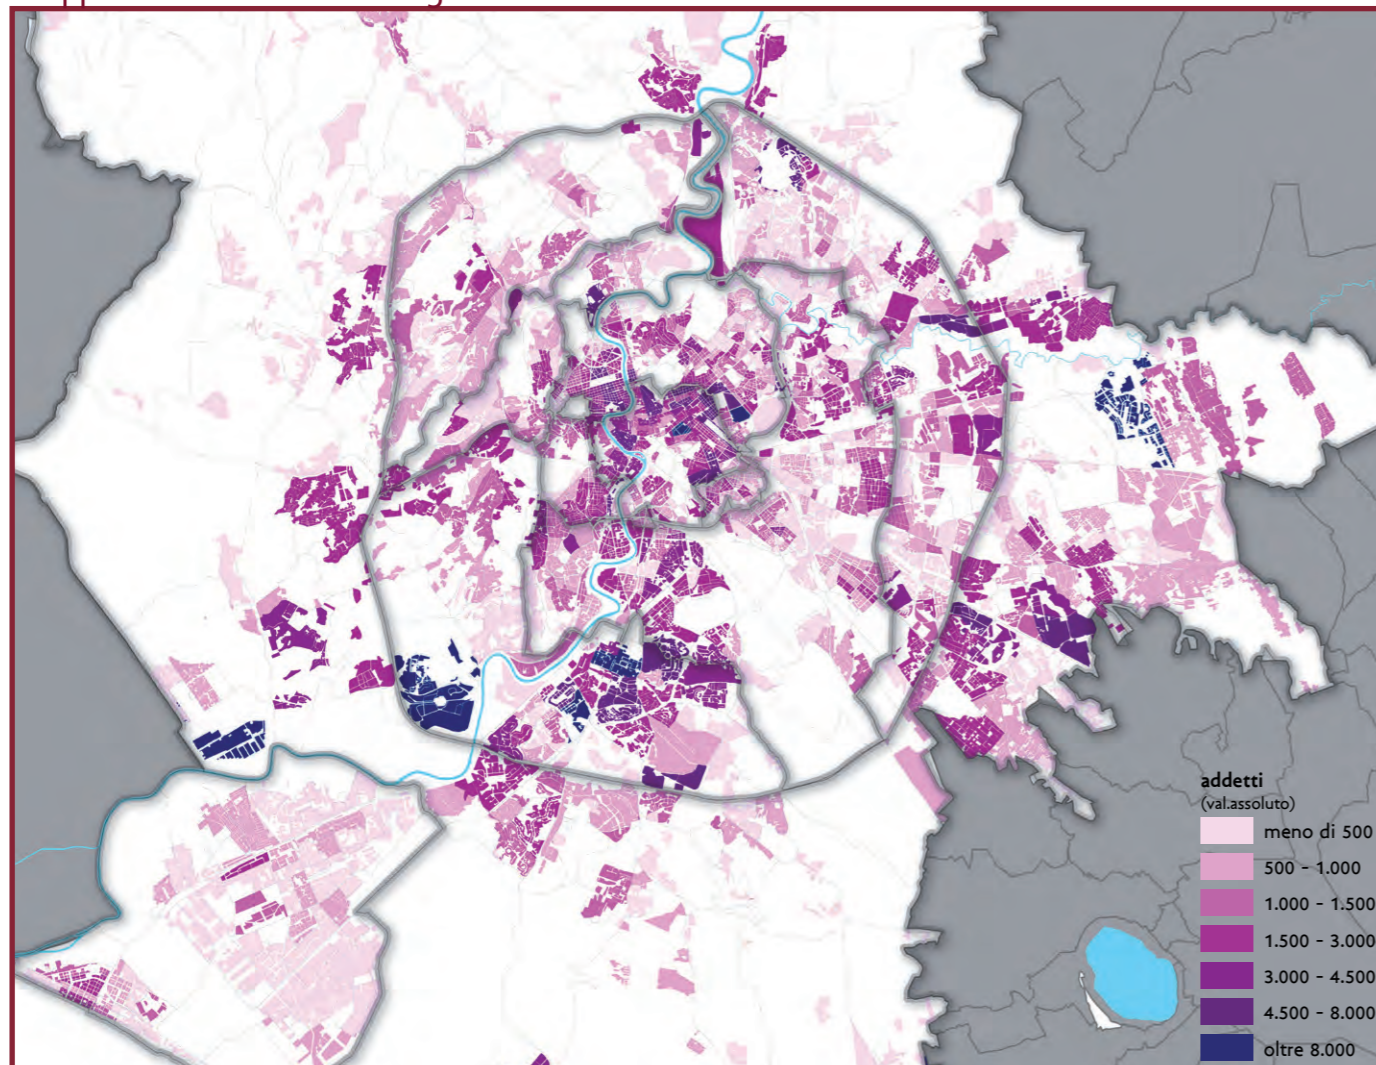 addetti
(val.assoluto)
meno di 500
500 - 1.000
1.000 - 1.500
1.500 - 3.000
3.000 - 4.500
4.500 - 8.000
oltre 8.000